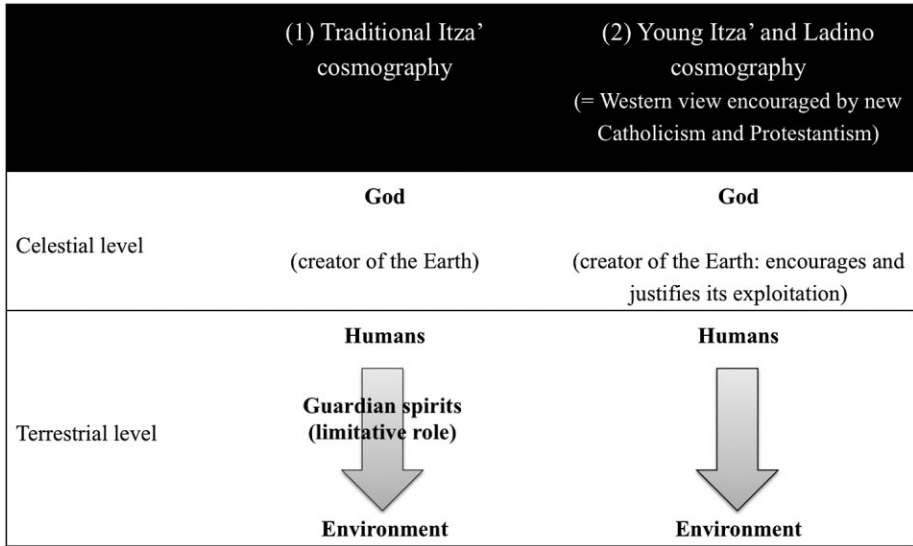 (1) Traditional Itza’
cosmography
(2) Young Itza’ and Ladino
cosmography
(= Western view encouraged by new
Catholicism and Protestantism)
Celestial level
God
(creator of the Earth)
God
(creator of the Earth: encourages and
justifies its exploitation)
Terrestrial level
Humans
Guardian spirits
(limitative role)
Environment
Humans
Environment